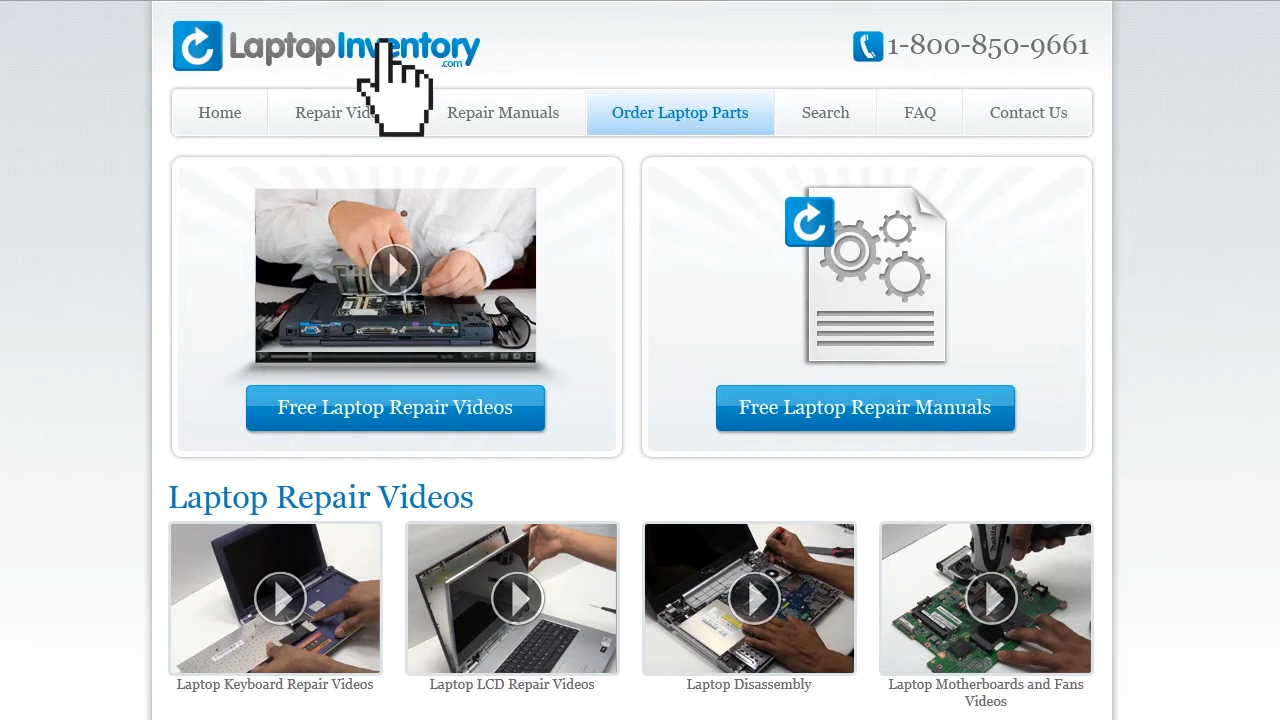 LaptopInventory
.com
1-800-850-9661
Home
Repair Manuals
Order Laptop Parts
Search
FAQ
Contact Us
Free Laptop Repair Videos
Free Laptop Repair Manuals
Laptop Repair Videos
Laptop Keyboard Repair Videos
Laptop LCD Repair Videos
Laptop Disassembly
Laptop Motherboards and Fans
Videos